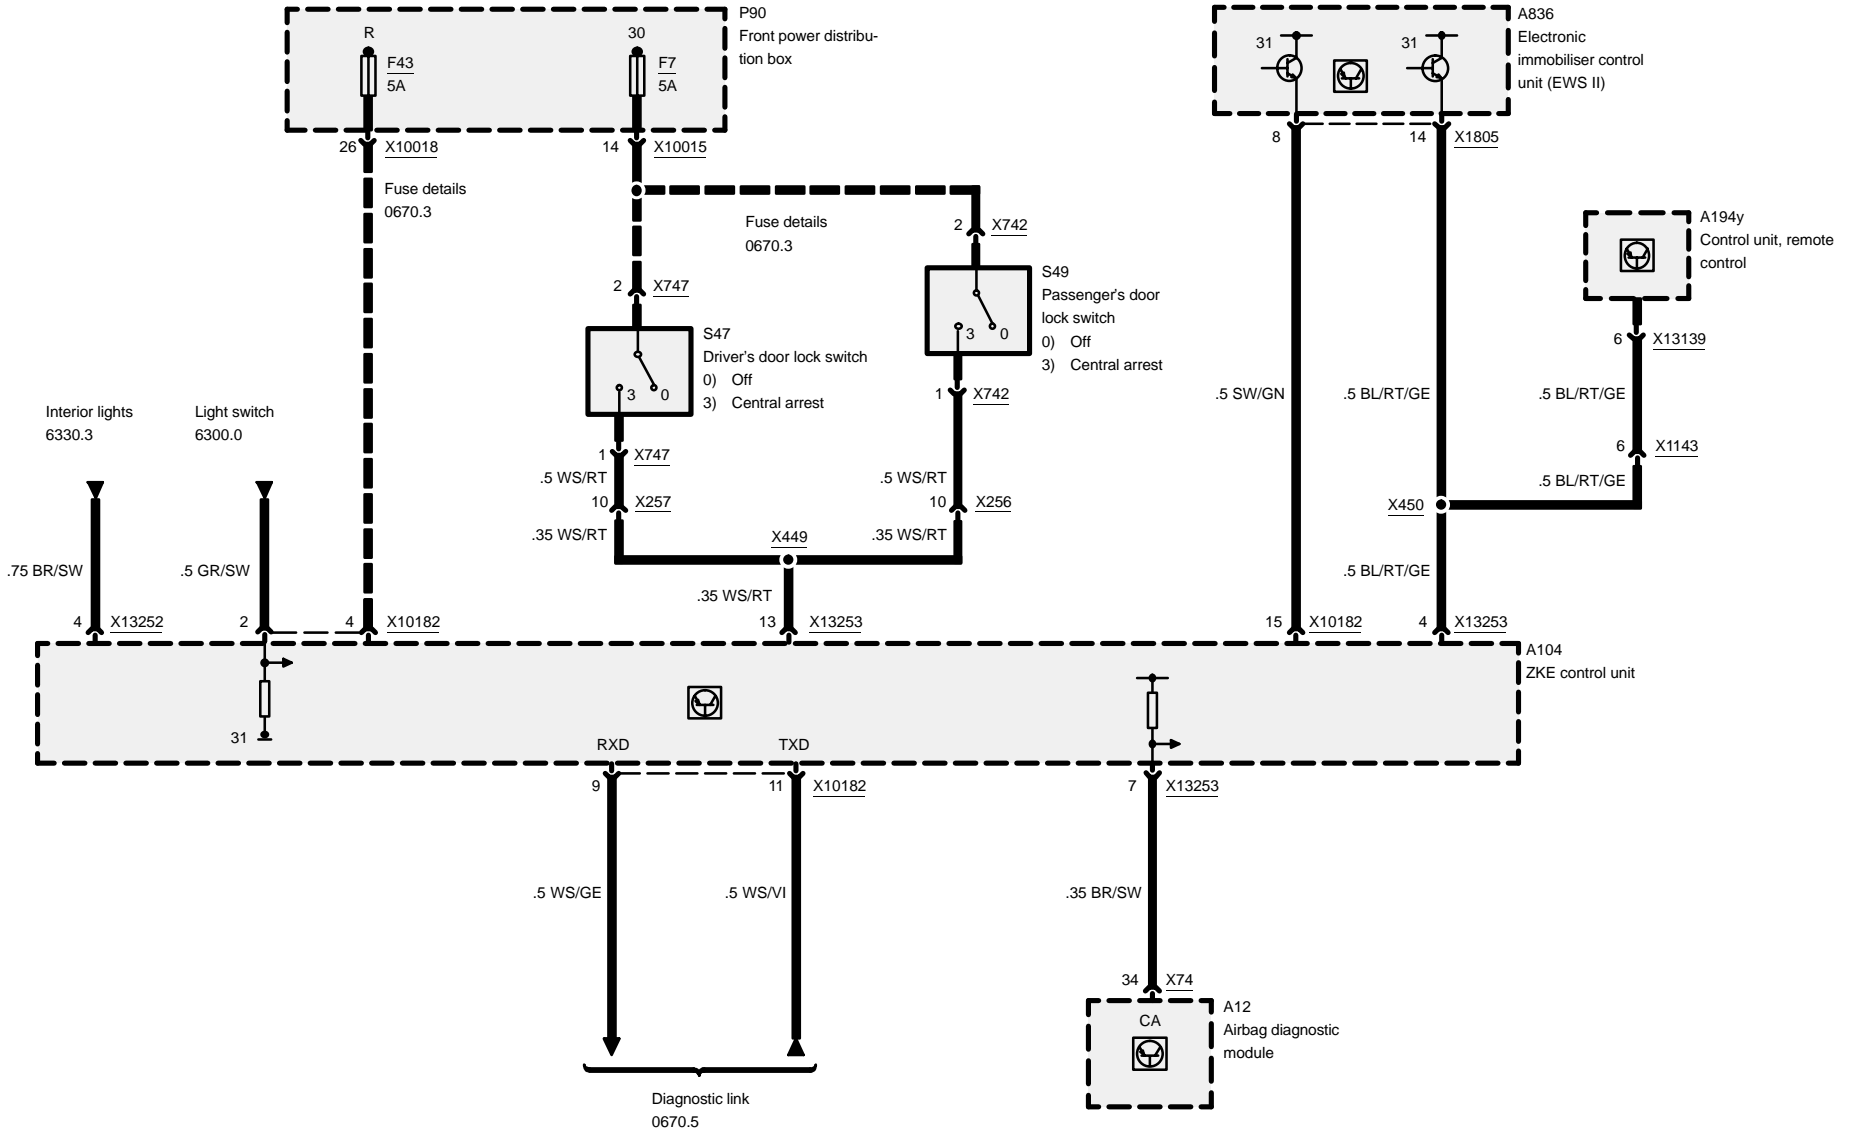 P90
Front power distribu-
tion box
R
F43
5A
30
F7
5A
26 X10018
14 X10015
Fuse details
0670.3
Fuse details
0670.3
A836
Electronic
immobiliser control
unit (EWS II)
31
31
8
14 X1805
A194y
Control unit, remote
control
2 X742
S49
Passenger's door
lock switch
0) Off
3) Central arrest
3 0
2 X747
S47
Driver's door lock switch
0) Off
3) Central arrest
3 0
6 X13139
1 X742
.5 SW/GN
.5 BL/RT/GE
.5 BL/RT/GE
Interior lights
6330.3
Light switch
6300.0
1 X747
6 X1143
.5 WS/RT
.5 WS/RT
.5 BL/RT/GE
10 X257
10 X256
X450
.35 WS/RT
X449
.35 WS/RT
.75 BR/SW
.5 GR/SW
.5 BL/RT/GE
.35 WS/RT
4 X13252
2
4 X10182
13 X13253
15 X10182
4 X13253
A104
ZKE control unit
31
RXD
TXD
9
11 X10182
7 X13253
.5 WS/GE
.5 WS/VI
.35 BR/SW
34 X74
A12
Airbag diagnostic
module
CA
Diagnostic link
0670.5